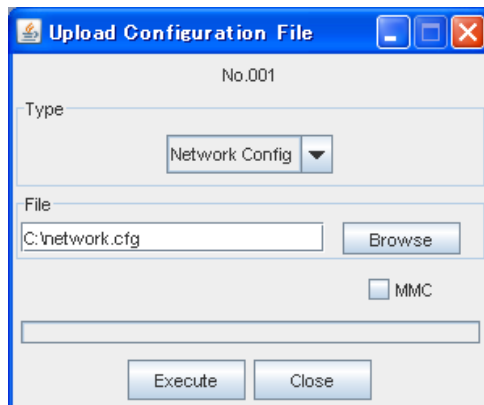 Upload Configuration File
No.001
Type
Network Config
File
C:\network.cfg
Browse
MMC
Execute Close